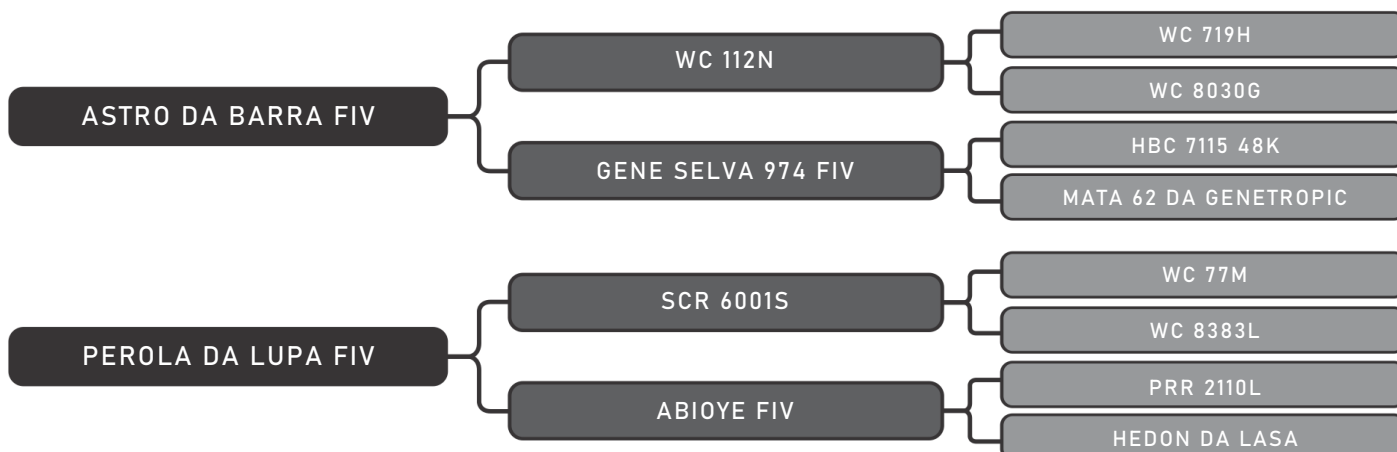 ASTRO DA BARRA FIV
WC 112N
GENE SELVA 974 FIV
WC 719H
WC 8030G
HBC 7115 48K
MATA 62 DA GENETROPIC
PEROLA DA LUPA FIV
SCR 6001S
ABIOYE FIV
WC 77M
WC 8383L
PRR 2110L
HEDON DA LASA